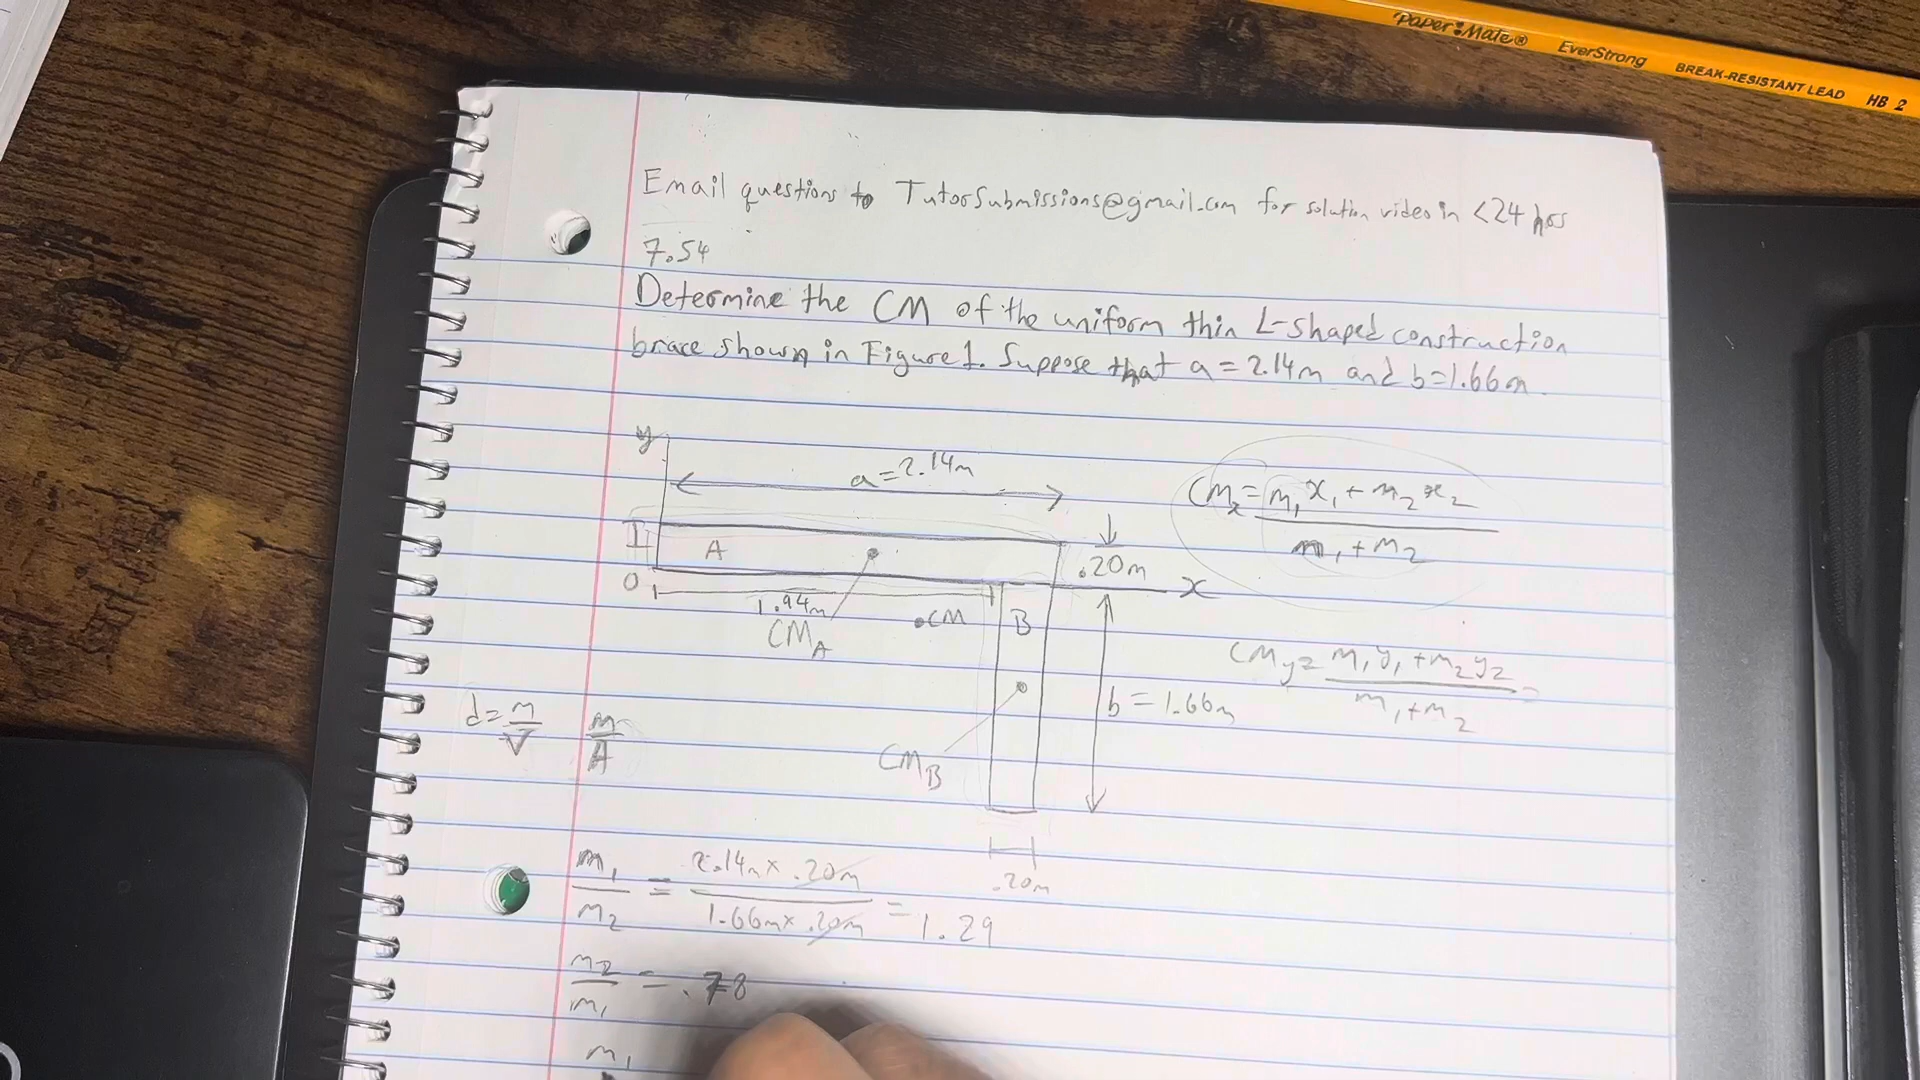 Paper:Mate® EverStrong BREAK-RESISTANT LEAD HB 2
Email questions to TutorSubmissions@gmail.com for solution video in <24 hrs
7.54
Determine the CM of the uniform thin L-shaped construction
brace shown in Figure 1. Suppose that a = 2.14m and b=1.66m.
y
a=2.14m
CMx = m₁x₁ + m₂x₂
m₁ + m₂
A
.20m
x
0
1.94m
.CM
B
CM_A
CMy = m₁y₁ + m₂y₂
m₁ + m₂
b = 1.66m
d = m/V
m/A
CM_B
.20m
m₁/m₂ = 2.14m x .20m / 1.66m x .20m = 1.29
m₂/m₁ = .78
m₁